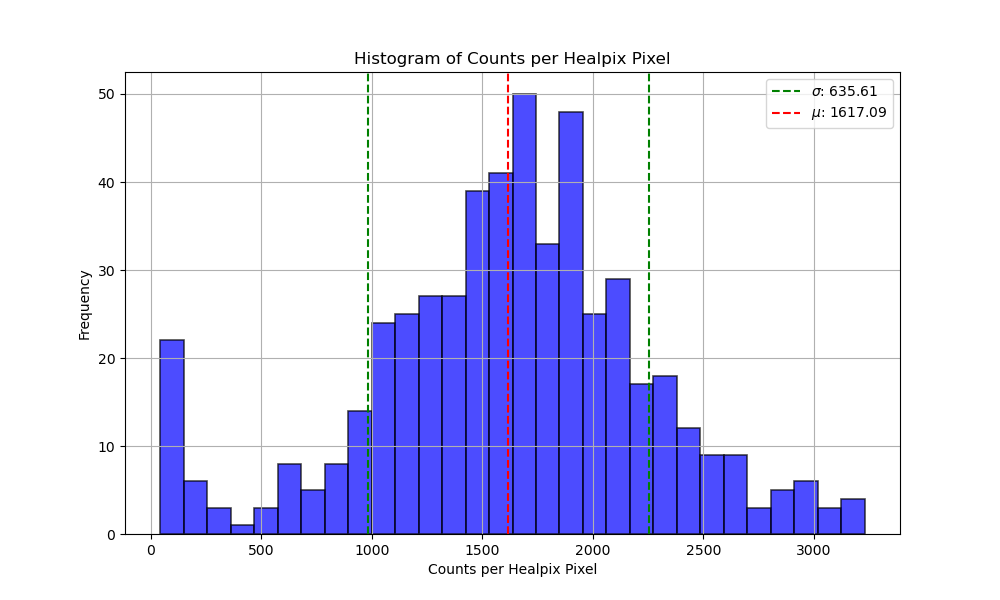 Histogram of Counts per Healpix Pixel
σ: 635.61
μ: 1617.09
50
40
30
20
10
0
Frequency
0 500 1000 1500 2000 2500 3000
Counts per Healpix Pixel